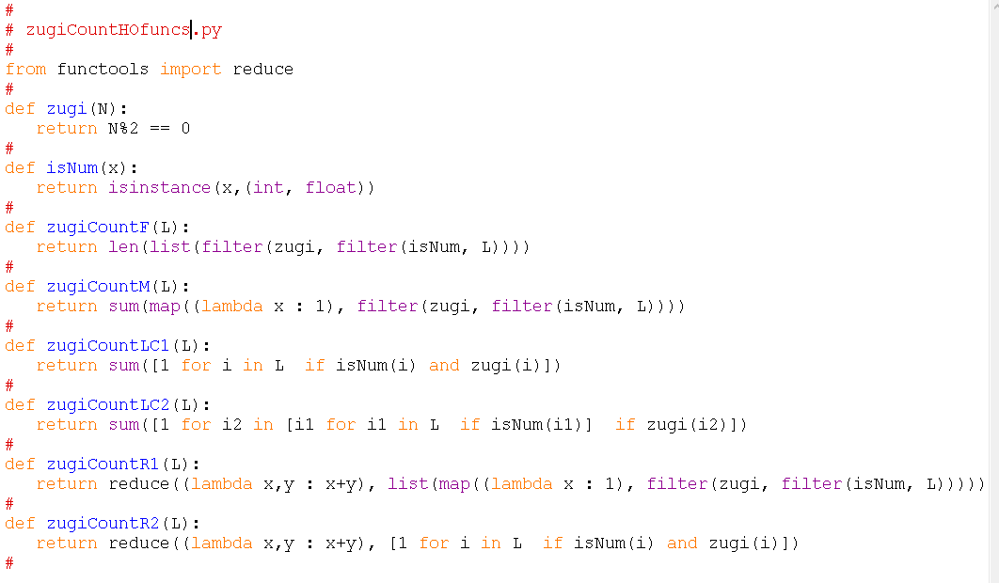 #
# zugiCountHOfuncs.py
#
from functools import reduce
#
def zugi(N):
   return N%2 == 0
#
def isNum(x):
   return isinstance(x,(int, float))
#
def zugiCountF(L):
   return len(list(filter(zugi, filter(isNum, L))))
#
def zugiCountM(L):
   return sum(map((lambda x : 1), filter(zugi, filter(isNum, L))))
#
def zugiCountLC1(L):
   return sum([1 for i in L  if isNum(i) and zugi(i)])
#
def zugiCountLC2(L):
   return sum([1 for i2 in [i1 for i1 in L  if isNum(i1)]  if zugi(i2)])
#
def zugiCountR1(L):
   return reduce((lambda x,y : x+y), list(map((lambda x : 1), filter(zugi, filter(isNum, L)))))
#
def zugiCountR2(L):
   return reduce((lambda x,y : x+y), [1 for i in L  if isNum(i) and zugi(i)])
#